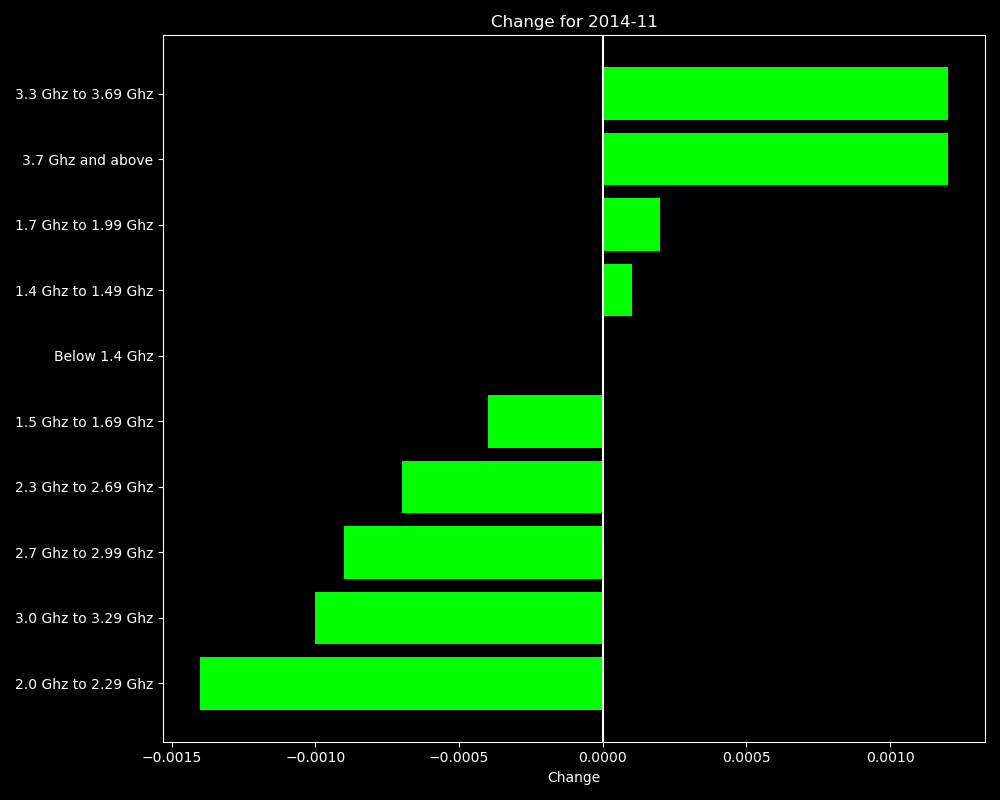 Change for 2014-11
3.3 Ghz to 3.69 Ghz
3.7 Ghz and above
1.7 Ghz to 1.99 Ghz
1.4 Ghz to 1.49 Ghz
Below 1.4 Ghz
1.5 Ghz to 1.69 Ghz
2.3 Ghz to 2.69 Ghz
2.7 Ghz to 2.99 Ghz
3.0 Ghz to 3.29 Ghz
2.0 Ghz to 2.29 Ghz
−0.0015 −0.0010 −0.0005 0.0000 0.0005 0.0010
Change